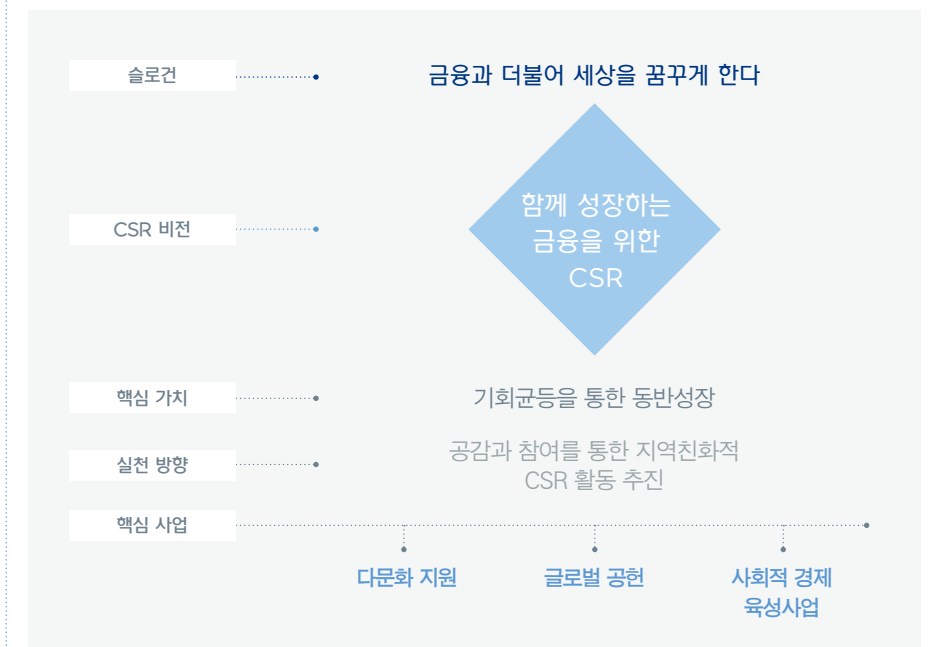 슬로건
금융과 더불어 세상을 꿈꾸게 한다
CSR 비전
함께 성장하는
금융을 위한
CSR
핵심 가치
기회균등을 통한 동반성장
실천 방향
공감과 참여를 통한 지역친화적
CSR 활동 추진
핵심 사업
다문화 지원
글로벌 공헌
사회적 경제
육성사업